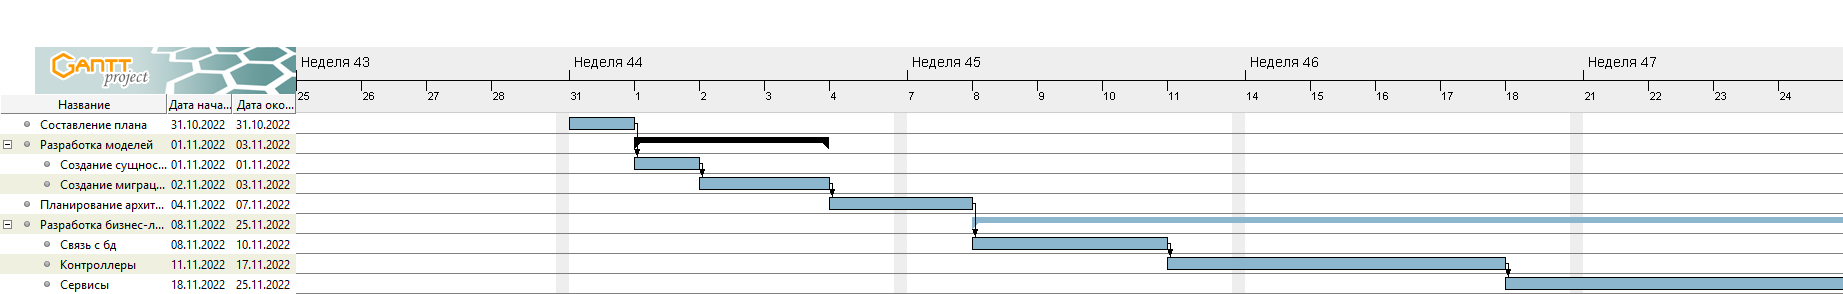 GANTT
project
Неделя 43 Неделя 44 Неделя 45 Неделя 46 Неделя 47
25 26 27 28 31 1 2 3 4 7 8 9 10 11 14 15 16 17 18 21 22 23 24
Название Дата нача... Дата око...
Составление плана 31.10.2022 31.10.2022
Разработка моделей 01.11.2022 03.11.2022
Создание сущнос... 01.11.2022 01.11.2022
Создание миграц... 02.11.2022 03.11.2022
Планирование архит... 04.11.2022 07.11.2022
Разработка бизнес-л... 08.11.2022 25.11.2022
Связь с бд 08.11.2022 10.11.2022
Контроллеры 11.11.2022 17.11.2022
Сервисы 18.11.2022 25.11.2022